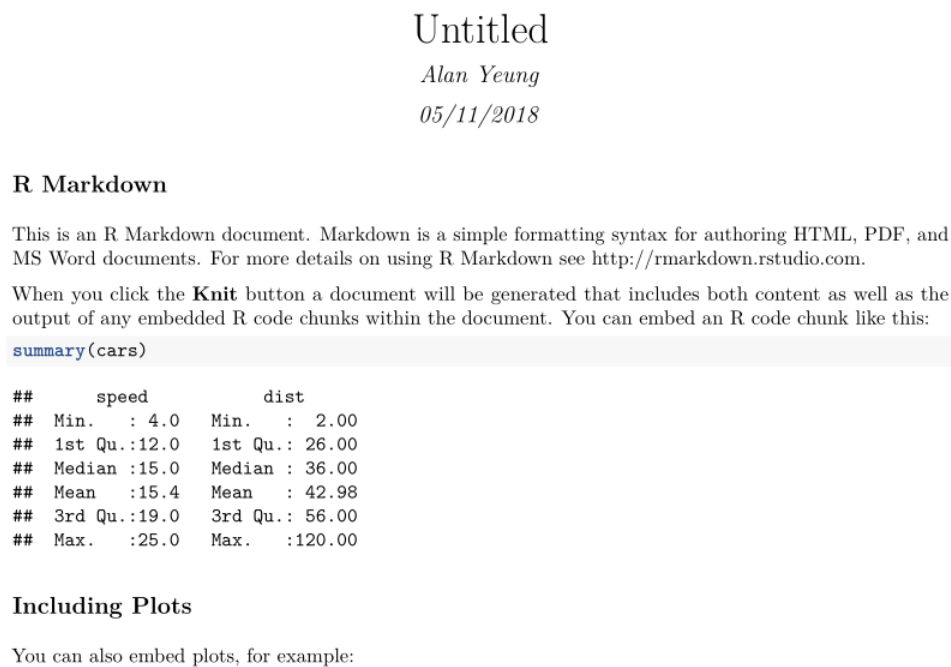 Untitled
Alan Yeung
05/11/2018
R Markdown
This is an R Markdown document. Markdown is a simple formatting syntax for authoring HTML, PDF, and
MS Word documents. For more details on using R Markdown see http://rmarkdown.rstudio.com.
When you click the Knit button a document will be generated that includes both content as well as the
output of any embedded R code chunks within the document. You can embed an R code chunk like this:
summary(cars)
##      speed           dist
##  Min.   : 4.0   Min.   :  2.00
##  1st Qu.:12.0   1st Qu.: 26.00
##  Median :15.0   Median : 36.00
##  Mean   :15.4   Mean   : 42.98
##  3rd Qu.:19.0   3rd Qu.: 56.00
##  Max.   :25.0   Max.   :120.00
Including Plots
You can also embed plots, for example: